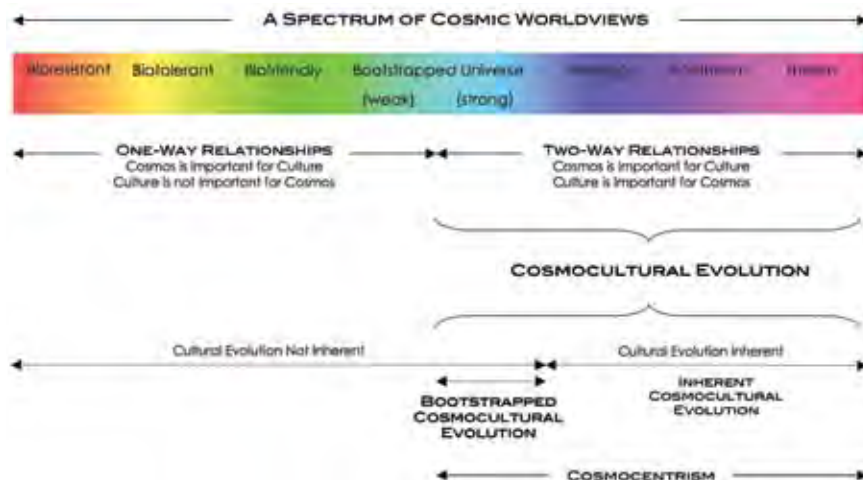 A SPECTRUM OF COSMIC WORLDVIEWS
Bioresistant Biotolerant Biofriendly Bootstrapped Universe
(weak) (strong)
ONE-WAY RELATIONSHIPS TWO-WAY RELATIONSHIPS
Cosmos is Important for Culture Cosmos is Important for Culture
Culture is not Important for Cosmos Culture is Important for Cosmos
COSMOCULTURAL EVOLUTION
Cultural Evolution Not Inherent Cultural Evolution Inherent
BOOTSTRAPPED INHERENT
COSMOCULTURAL COSMOCULTURAL
EVOLUTION EVOLUTION
COSMOCENTRISM